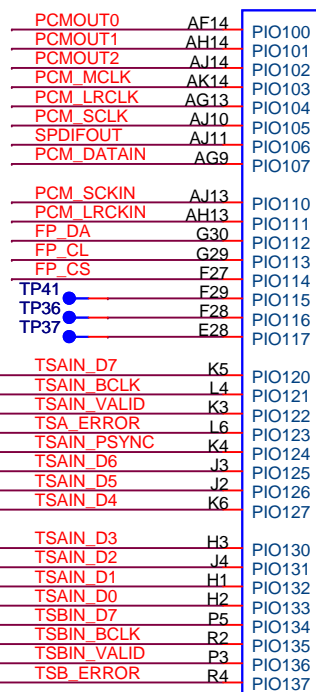 PCMOUT0 AF14 PIO100
PCMOUT1 AH14 PIO101
PCMOUT2 AJ14 PIO102
PCM_MCLK AK14 PIO103
PCM_LRCLK AG13 PIO104
PCM_SCLK AJ10 PIO105
SPDIFOUT AJ11 PIO106
PCM_DATAIN AG9 PIO107
PCM_SCKIN AJ13 PIO110
PCM_LRCKIN AH13 PIO111
FP_DA G30 PIO112
FP_CL G29 PIO113
FP_CS F27 PIO114
TP41 F29 PIO115
TP36 F28 PIO116
TP37 E28 PIO117
TSAIN_D7 K5 PIO120
TSAIN_BCLK L4 PIO121
TSAIN_VALID K3 PIO122
TSA_ERROR L6 PIO123
TSAIN_PSYNC K4 PIO124
TSAIN_D6 J3 PIO125
TSAIN_D5 J2 PIO126
TSAIN_D4 K6 PIO127
TSAIN_D3 H3 PIO130
TSAIN_D2 J4 PIO131
TSAIN_D1 H1 PIO132
TSAIN_D0 H2 PIO133
TSBIN_D7 P5 PIO134
TSBIN_BCLK R2 PIO135
TSBIN_VALID P3 PIO136
TSB_ERROR R4 PIO137